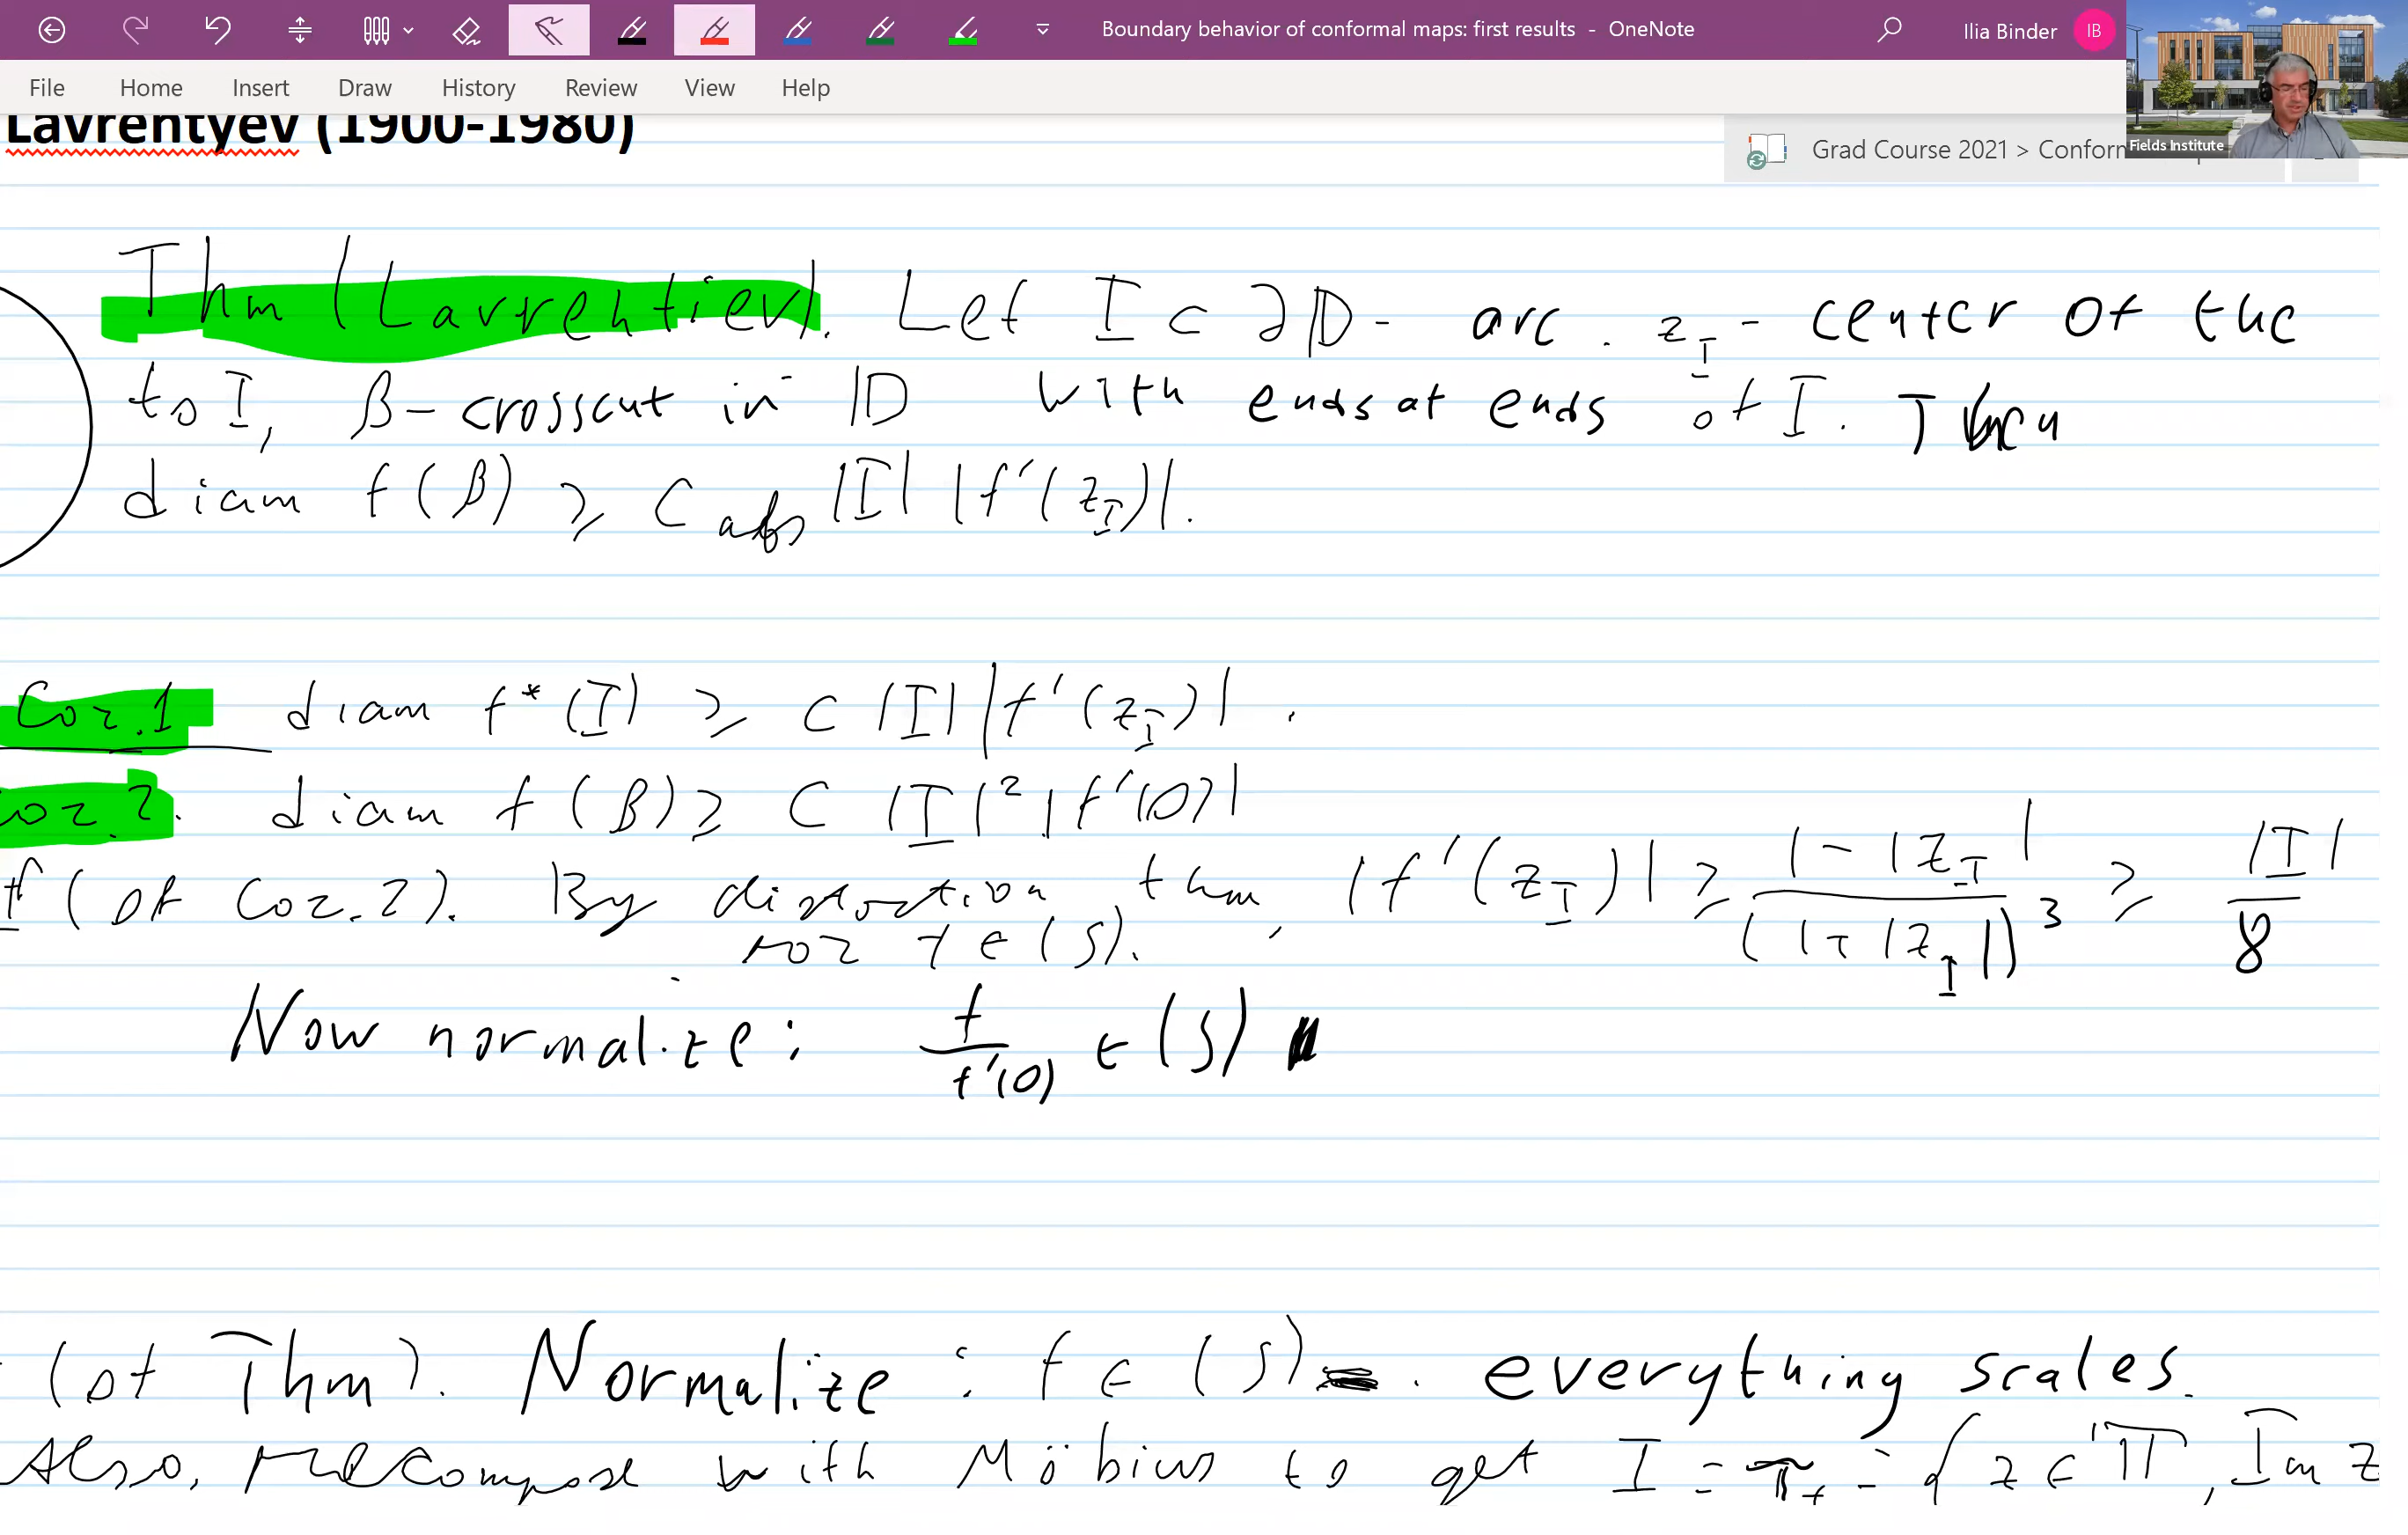 Boundary behavior of conformal maps: first results - OneNote
Ilia Binder
IB
File Home Insert Draw History Review View Help
Fields Institute
Lavrentyev (1900-1980)
Grad Course 2021 > Conform
Thm (Lavrentiev). Let I ⊂ ∂𝔻 - arc. z_I - center of the
to I, β - crosscut in 𝔻 with ends at ends of I. Then
diam f(β) ≥ C_abs |I| |f'(z_I)|.
Cor. 1 diam f*(I) ≥ C |I| |f'(z_I)|.
Cor. 2. diam f(β) ≥ C |I|² |f'(0)|
(of Cor. 2). By distortion thm, |f'(z_I)| ≥ (1-|z_I|)/(1+|z_I|)³ ≥ |I|/8
for f ∈ (S).
Now normalize: f/f'(0) ∈ (S)
(of Thm). Normalize: f ∈ (S). everything scales.
Also, precompose with Möbius to get I = 𝕋₊ = {z ∈ 𝕋, Im z